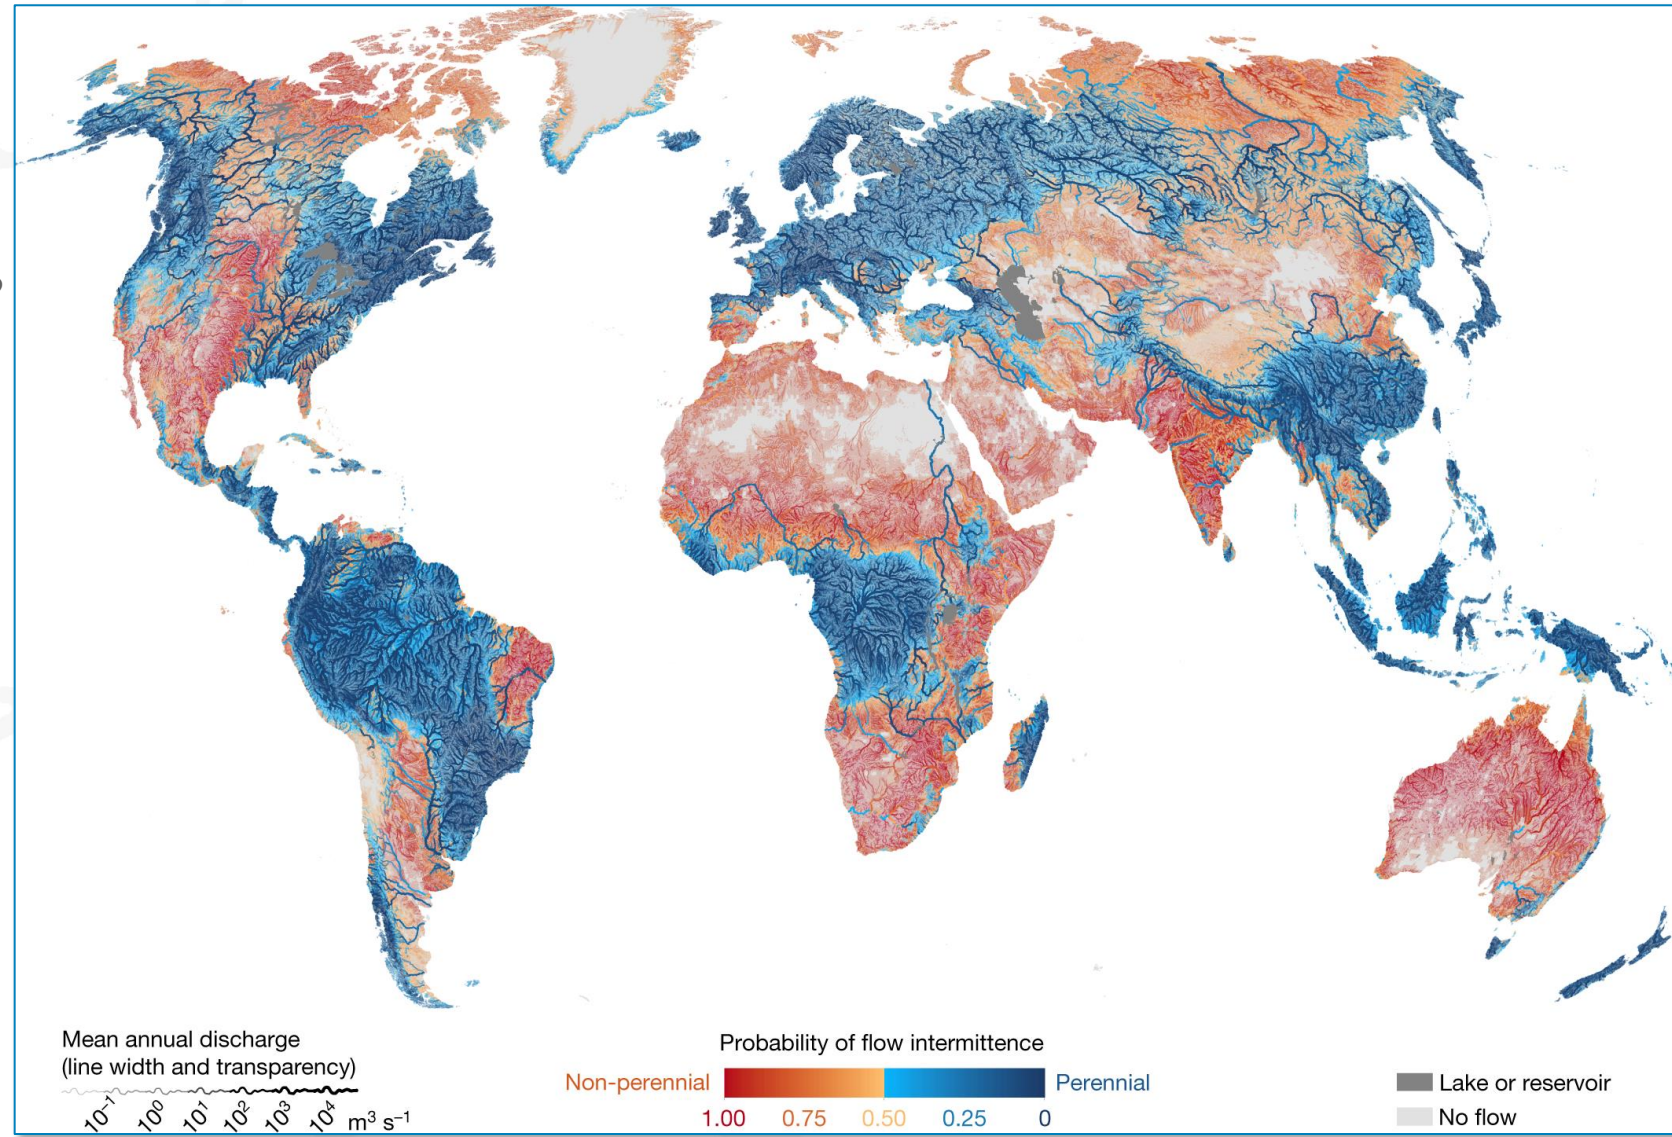 Mean annual discharge
(line width and transparency)
10⁻¹ 10⁰ 10¹ 10² 10³ 10⁴ m³ s⁻¹
Probability of flow intermittence
Non-perennial Perennial
1.00 0.75 0.50 0.25 0
Lake or reservoir
No flow